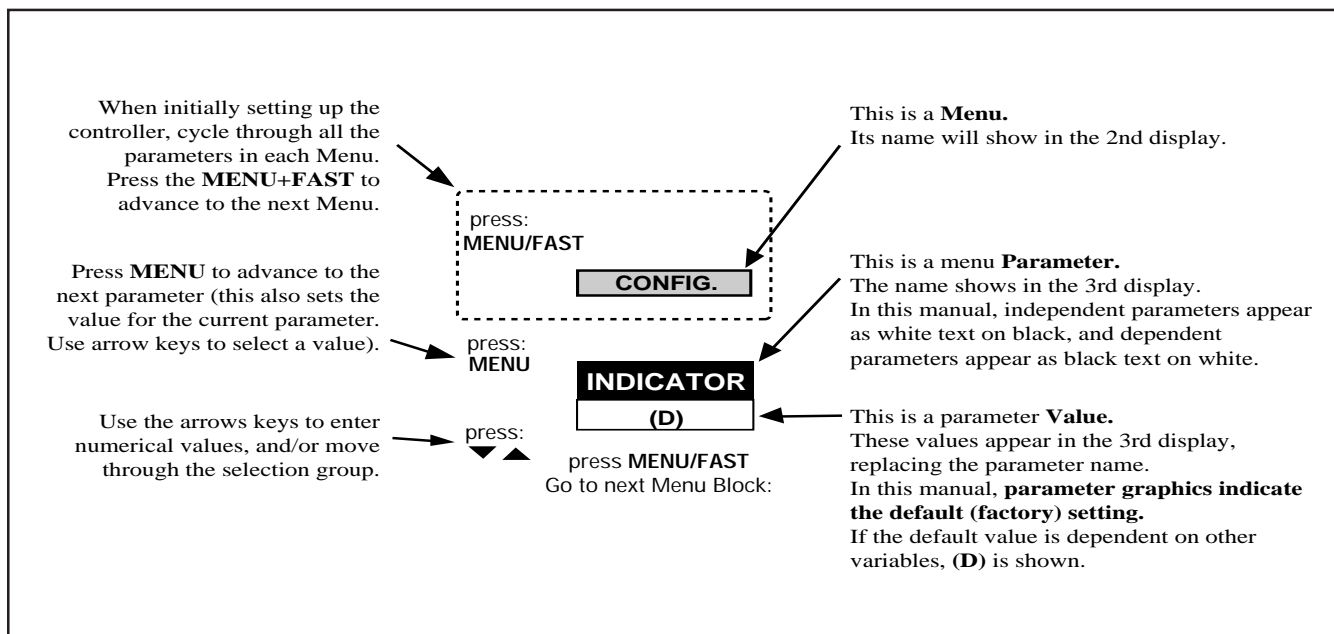 When initially setting up the
controller, cycle through all the
parameters in each Menu.
Press the MENU+FAST to
advance to the next Menu.
Press MENU to advance to the
next parameter (this also sets the
value for the current parameter.
Use arrow keys to select a value).
Use the arrows keys to enter
numerical values, and/or move
through the selection group.
press:
MENU/FAST
CONFIG.
press:
MENU
INDICATOR
(D)
press:
press MENU/FAST
Go to next Menu Block:
This is a Menu.
Its name will show in the 2nd display.
This is a menu Parameter.
The name shows in the 3rd display.
In this manual, independent parameters appear
as white text on black, and dependent
parameters appear as black text on white.
This is a parameter Value.
These values appear in the 3rd display,
replacing the parameter name.
In this manual, parameter graphics indicate
the default (factory) setting.
If the default value is dependent on other
variables, (D) is shown.